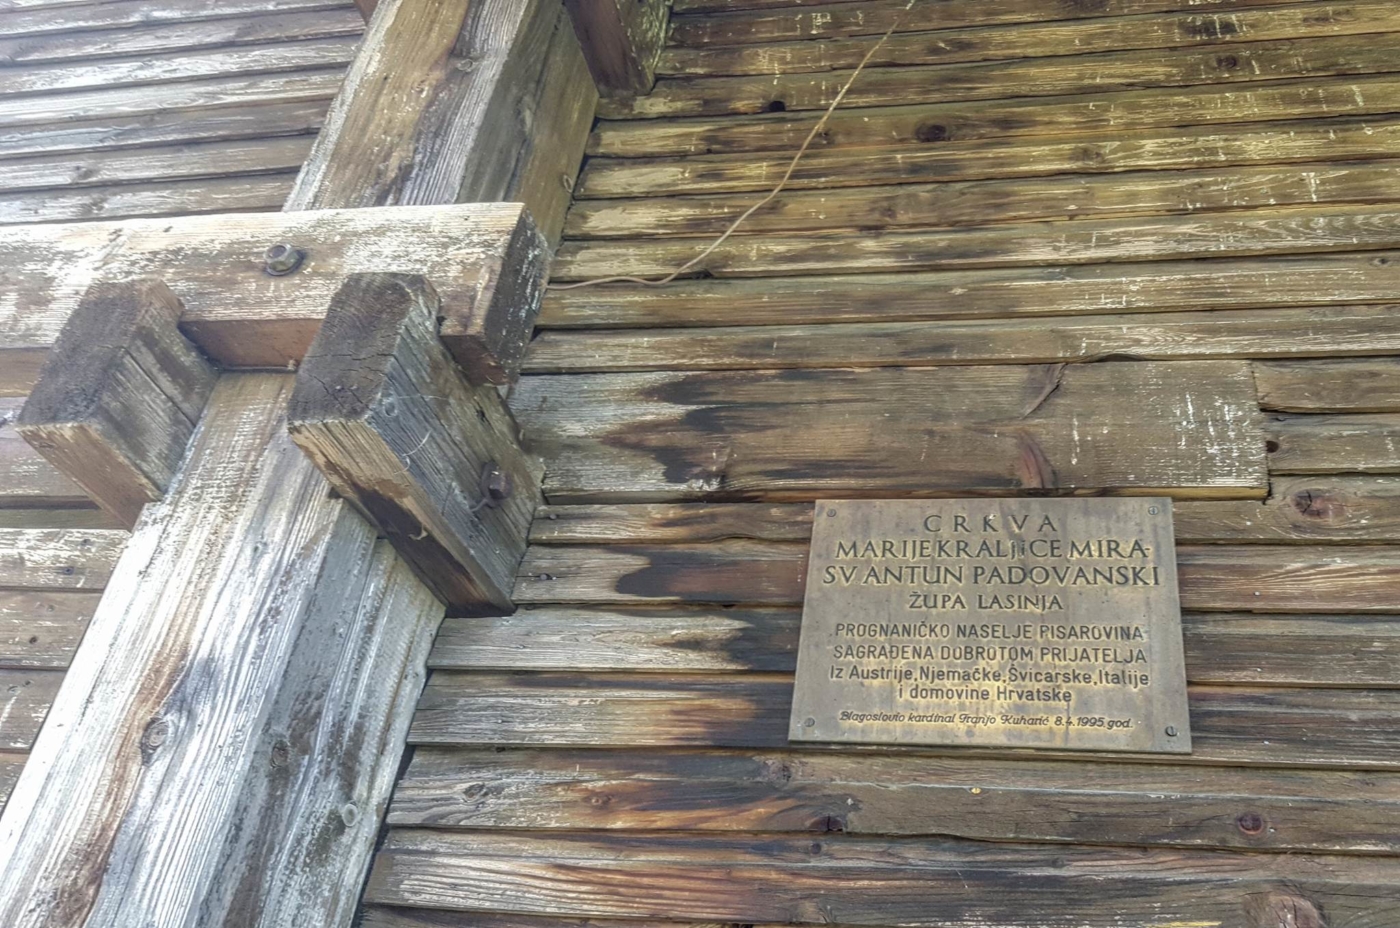 CRKVA
MARIJE KRALJICE MIRA-
SV ANTUN PADOVANSKI
ŽUPA LASINJA
PROGNANIČKO NASELJE PISAROVINA
SAGRAĐENA DOBROTOM PRIJATELJA
Iz Austrije, Njemačke, Švicarske, Italije
i domovine Hrvatske
Blagoslovio kardinal Franjo Kuharić 8.4.1995.god.